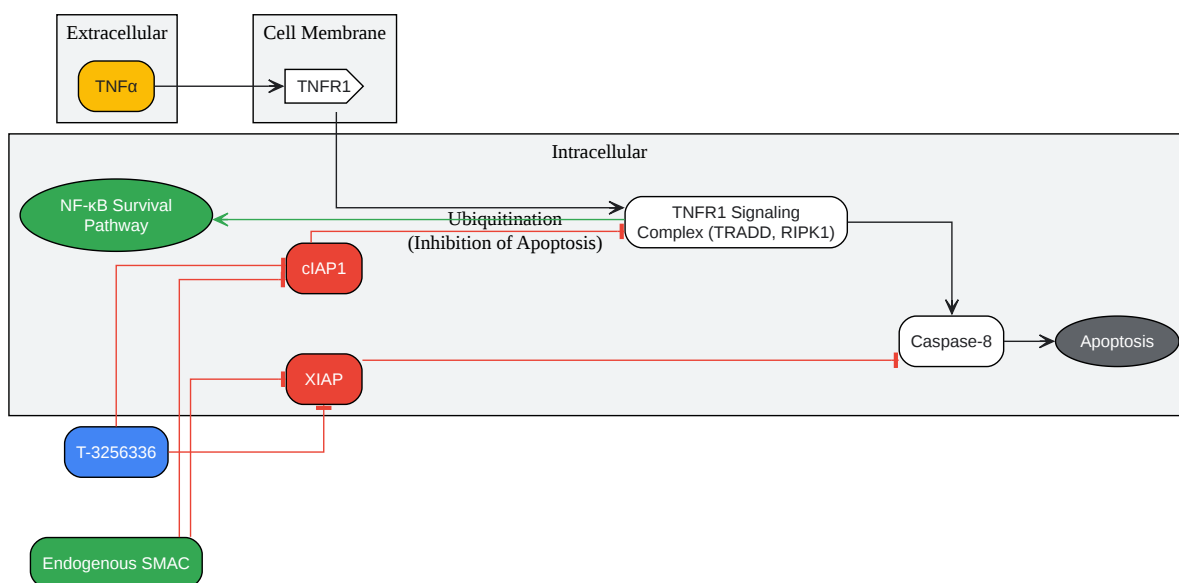 Extracellular
Cell Membrane
TNFα
TNFR1
Intracellular
NF-κB Survival
Pathway
Ubiquitination
(Inhibition of Apoptosis)
TNFR1 Signaling
Complex (TRADD, RIPK1)
cIAP1
Caspase-8
Apoptosis
XIAP
T-3256336
Endogenous SMAC